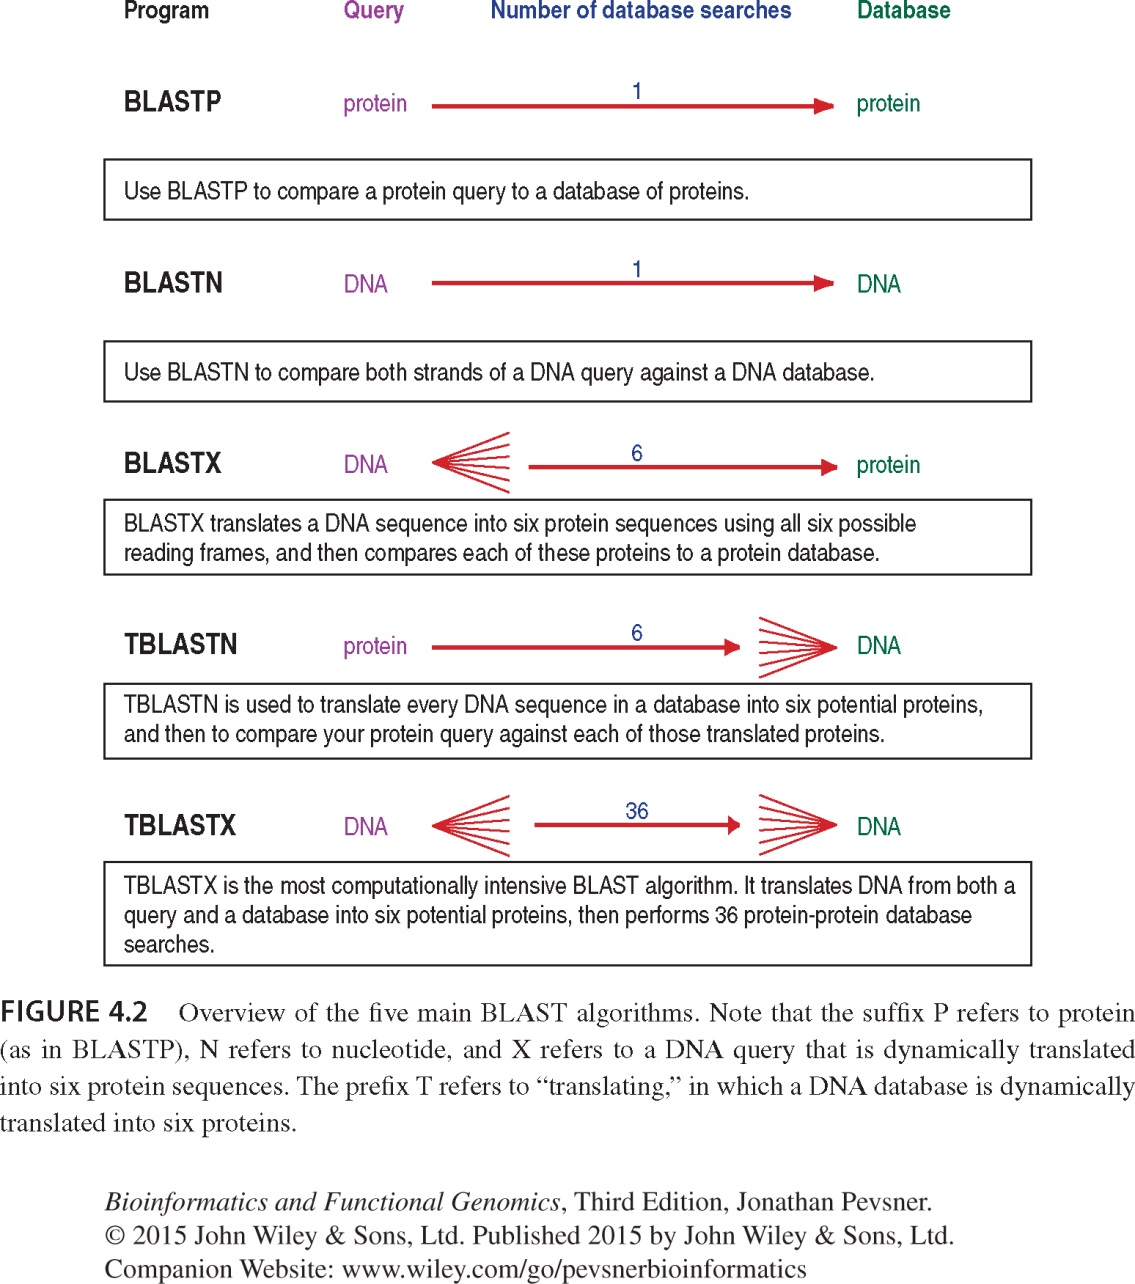 Program Query Number of database searches Database
BLASTP protein 1 protein
Use BLASTP to compare a protein query to a database of proteins.
BLASTN DNA 1 DNA
Use BLASTN to compare both strands of a DNA query against a DNA database.
BLASTX DNA 6 protein
BLASTX translates a DNA sequence into six protein sequences using all six possible
reading frames, and then compares each of these proteins to a protein database.
TBLASTN protein 6 DNA
TBLASTN is used to translate every DNA sequence in a database into six potential proteins,
and then to compare your protein query against each of those translated proteins.
TBLASTX DNA 36 DNA
TBLASTX is the most computationally intensive BLAST algorithm. It translates DNA from both a
query and a database into six potential proteins, then performs 36 protein-protein database
searches.
FIGURE 4.2 Overview of the five main BLAST algorithms. Note that the suffix P refers to protein
(as in BLASTP), N refers to nucleotide, and X refers to a DNA query that is dynamically translated
into six protein sequences. The prefix T refers to “translating,” in which a DNA database is dynamically
translated into six proteins.
Bioinformatics and Functional Genomics, Third Edition, Jonathan Pevsner.
© 2015 John Wiley & Sons, Ltd. Published 2015 by John Wiley & Sons, Ltd.
Companion Website: www.wiley.com/go/pevsnerbioinformatics